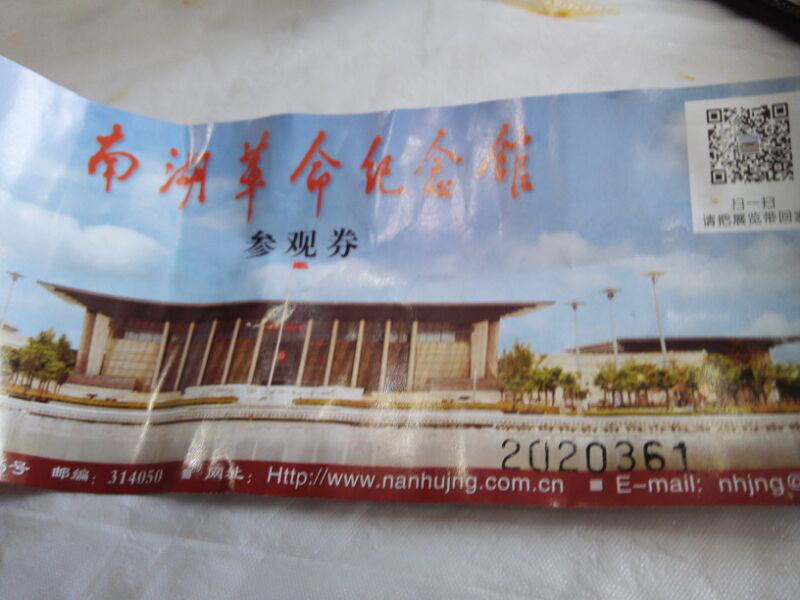 南湖革命纪念馆
参观券
扫一扫
请把展览带回家
2020361
号 邮编：314050 ■ 网址：Http://www.nanhujng.com.cn ■ E-mail: nhjng@